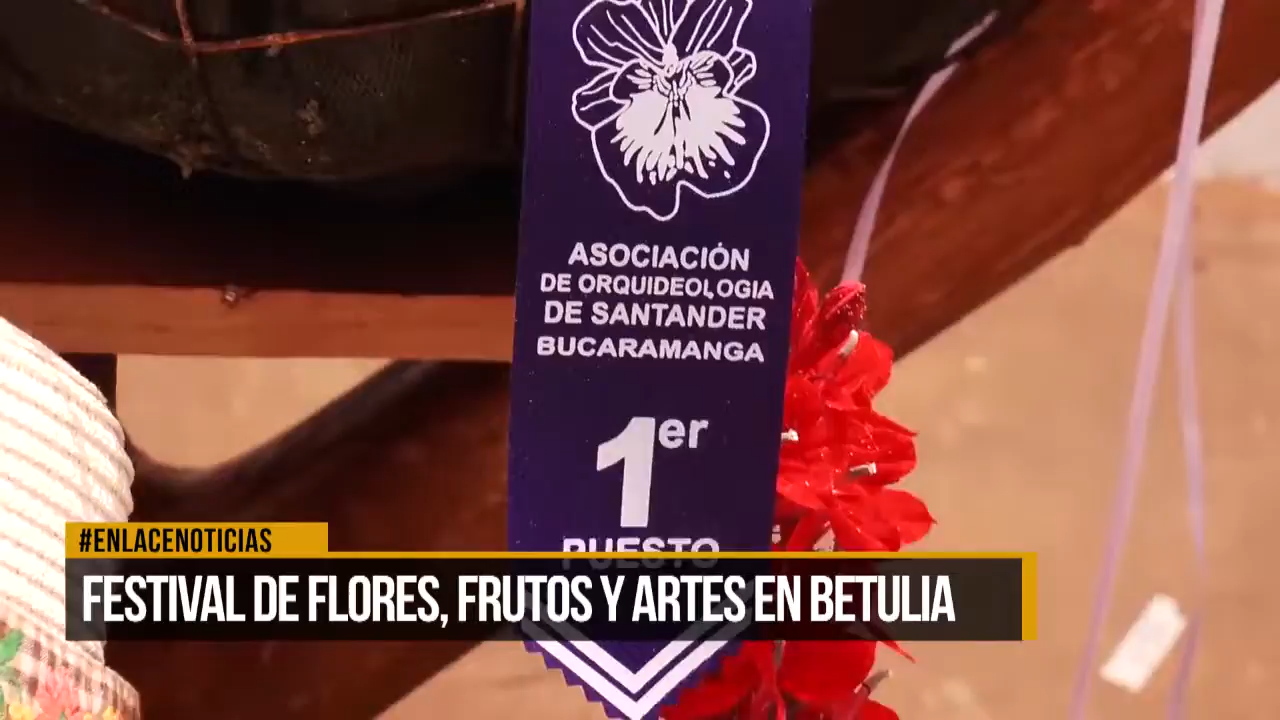 ASOCIACIÓN
DE ORQUIDEOLOGIA
DE SANTANDER
BUCARAMANGA
1er
PUESTO
#ENLACENOTICIAS
FESTIVAL DE FLORES, FRUTOS Y ARTES EN BETULIA